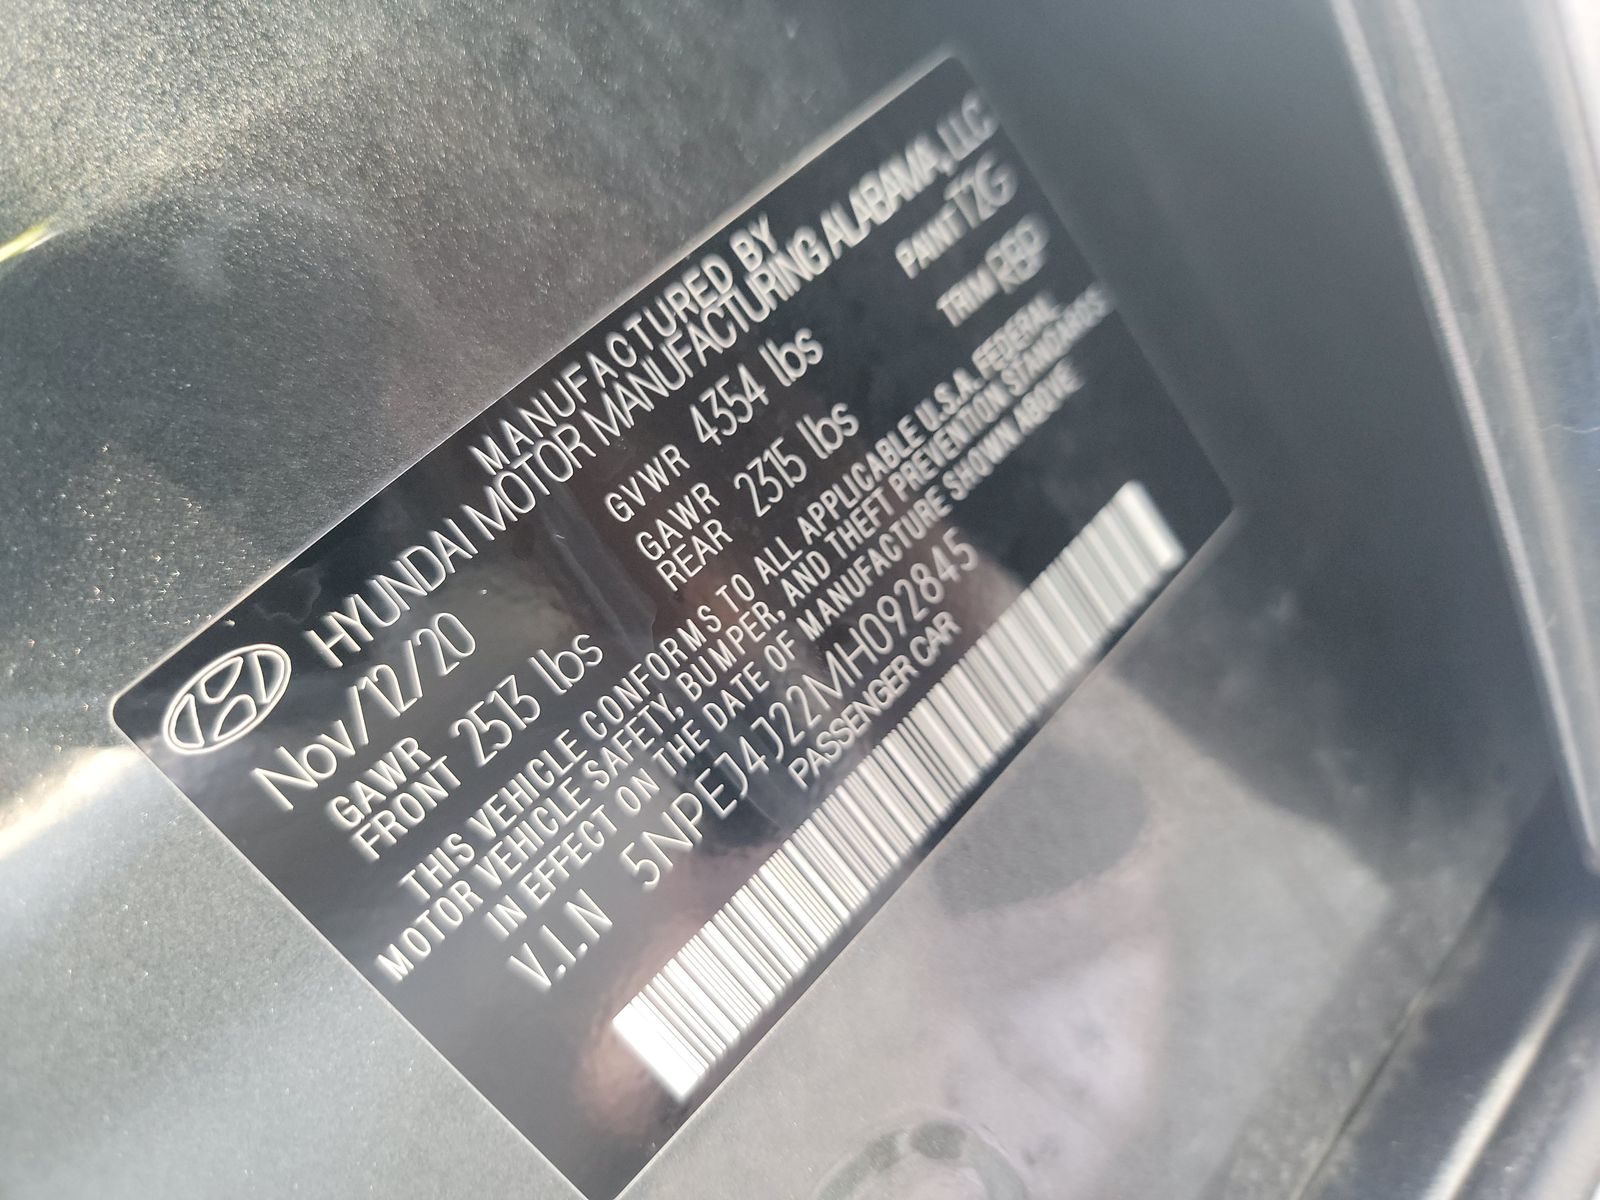 MANUFACTURED BY
HYUNDAI MOTOR MANUFACTURING ALABAMA, LLC
Nov/12/20 GVWR 4354 lbs PAINT T2G
GAWR FRONT 2513 lbs GAWR REAR 2315 lbs TRIM RBP
THIS VEHICLE CONFORMS TO ALL APPLICABLE U.S.A. FEDERAL
MOTOR VEHICLE SAFETY, BUMPER, AND THEFT PREVENTION STANDARDS
IN EFFECT ON THE DATE OF MANUFACTURE SHOWN ABOVE
V.I.N 5NPEJ4J22MH092845
PASSENGER CAR